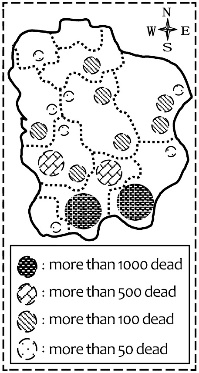 N
W E
S
: more than 1000 dead
: more than 500 dead
: more than 100 dead
: more than 50 dead